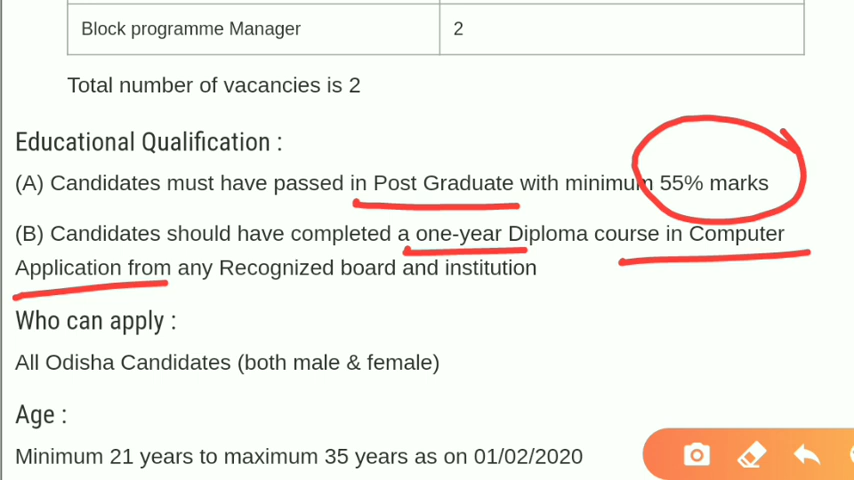 Block programme Manager 2
Total number of vacancies is 2
Educational Qualification :
(A) Candidates must have passed in Post Graduate with minimum 55% marks
(B) Candidates should have completed a one-year Diploma course in Computer
Application from any Recognized board and institution
Who can apply :
All Odisha Candidates (both male & female)
Age :
Minimum 21 years to maximum 35 years as on 01/02/2020